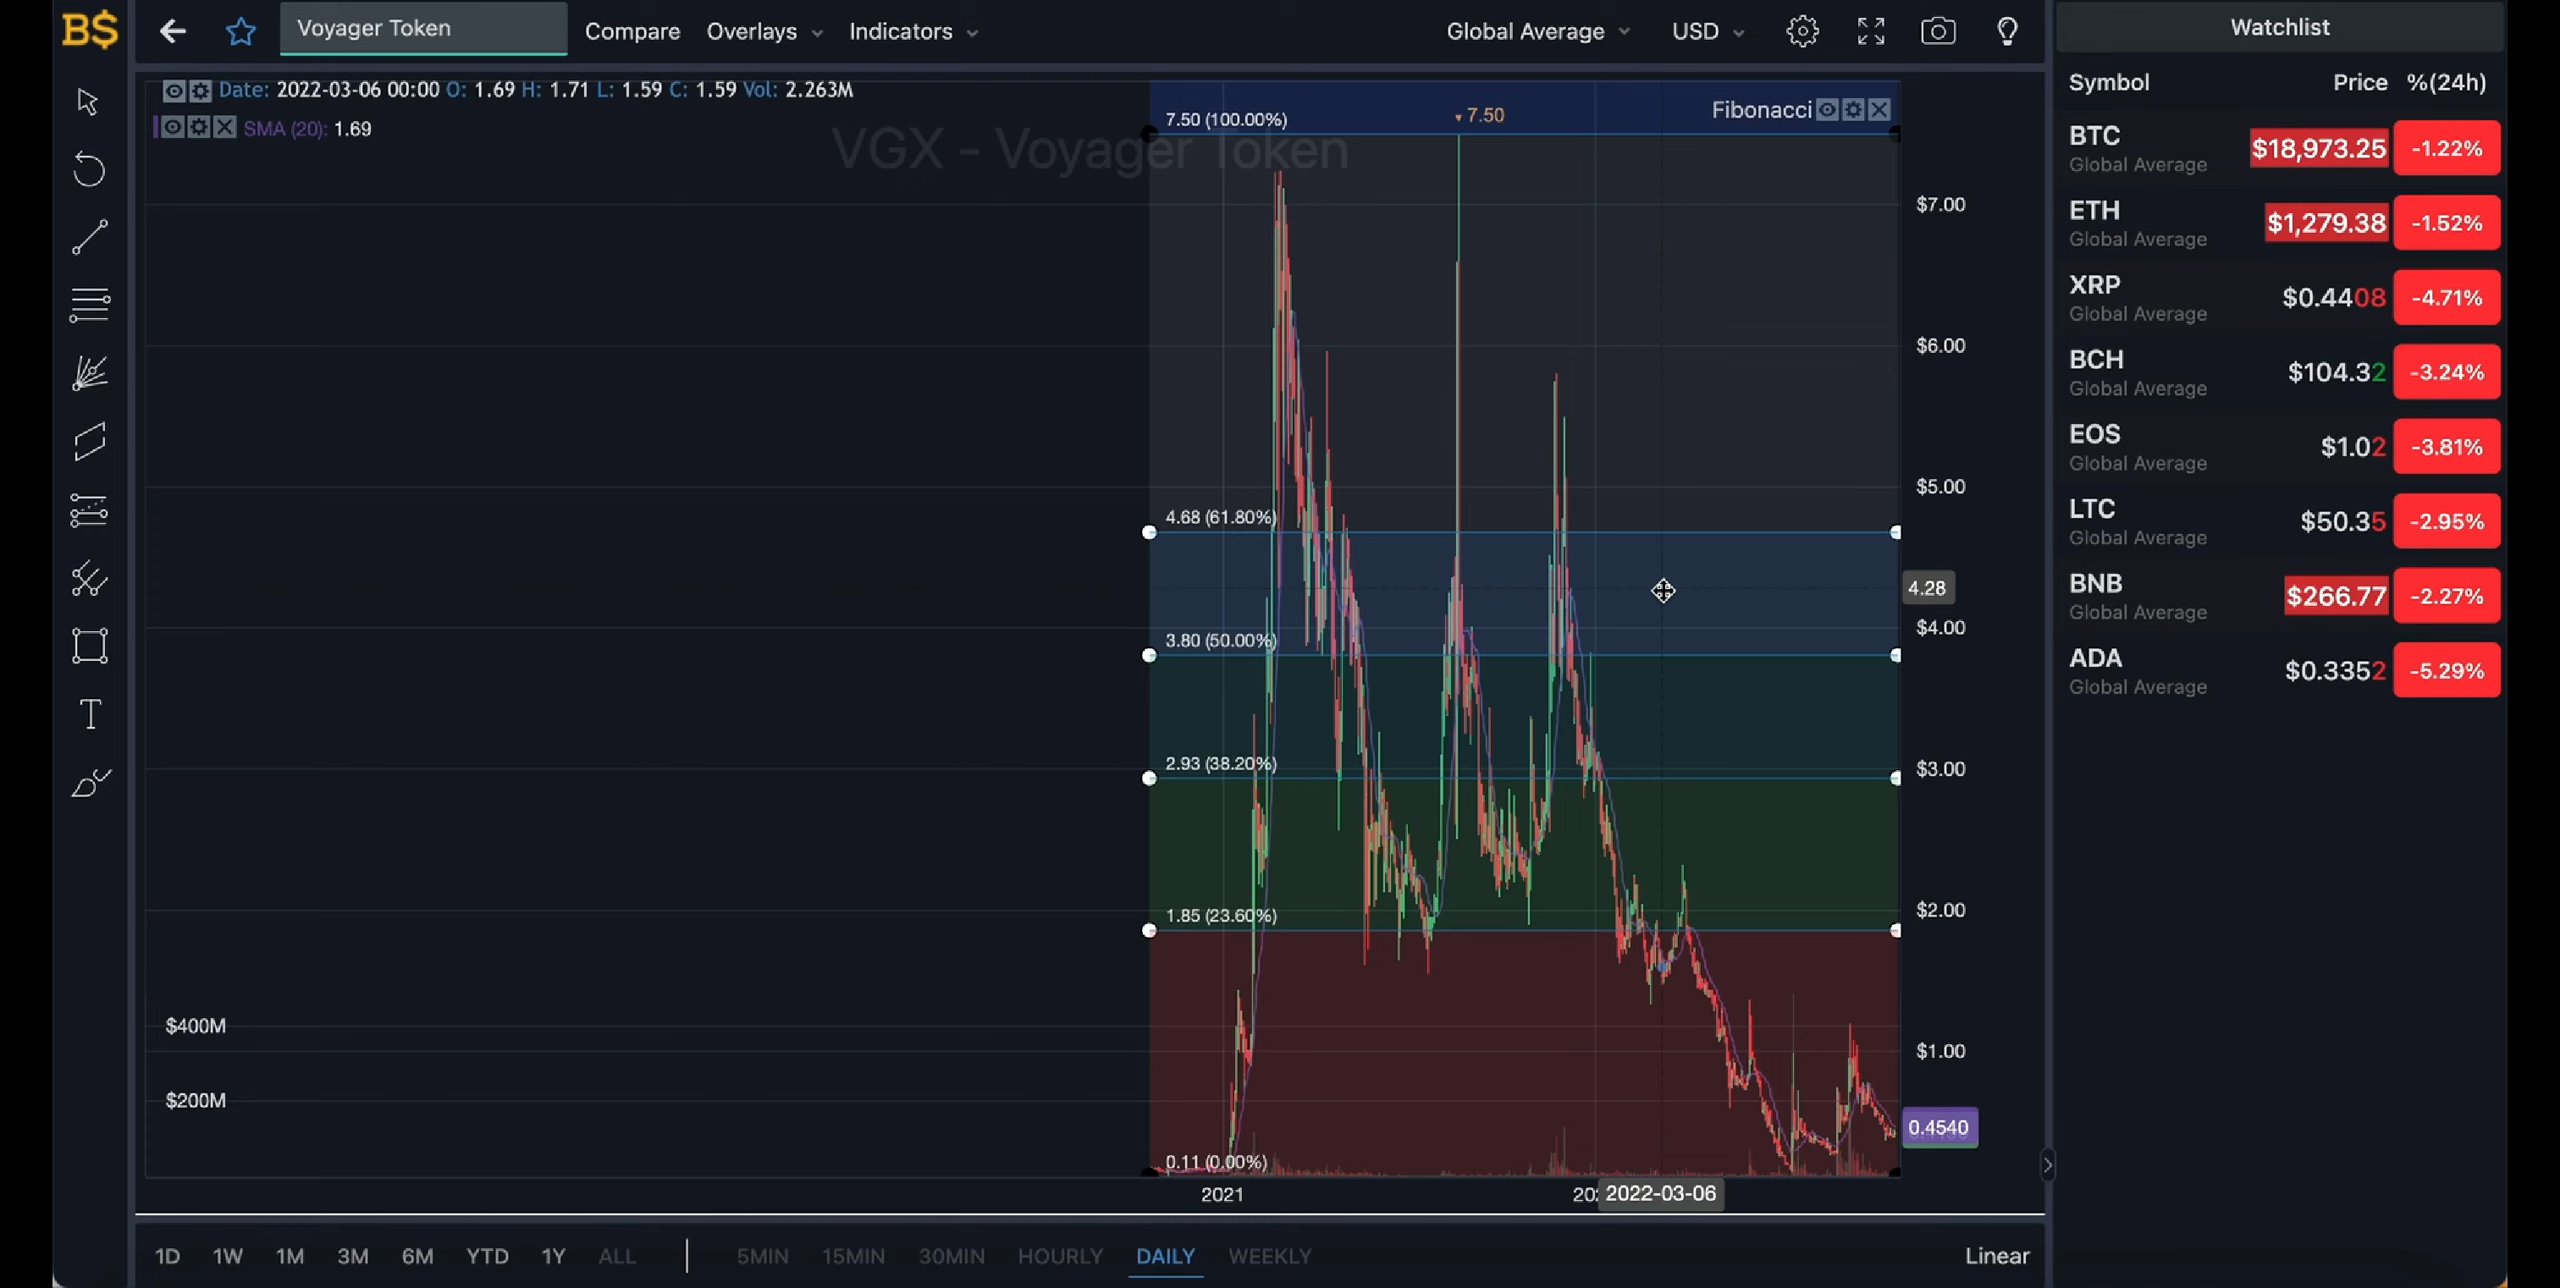 B$
Voyager Token
Compare
Overlays
Indicators
Global Average
USD
Date: 2022-03-06 00:00 O: 1.69 H: 1.71 L: 1.59 C: 1.59 Vol: 2.263M
SMA (20): 1.69
VGX - Voyager Token
Fibonacci
7.50 (100.00%)
7.50
4.68 (61.80%)
3.80 (50.00%)
2.93 (38.20%)
1.85 (23.60%)
0.11 (0.00%)
$7.00
$6.00
$5.00
4.28
$4.00
$3.00
$2.00
$1.00
0.4540
$400M
$200M
2021
2022-03-06
1D 1W 1M 3M 6M YTD 1Y ALL
5MIN 15MIN 30MIN HOURLY DAILY WEEKLY
Linear
Watchlist
Symbol Price %(24h)
BTC $18,973.25 -1.22%
Global Average
ETH $1,279.38 -1.52%
Global Average
XRP $0.4408 -4.71%
Global Average
BCH $104.32 -3.24%
Global Average
EOS $1.02 -3.81%
Global Average
LTC $50.35 -2.95%
Global Average
BNB $266.77 -2.27%
Global Average
ADA $0.3352 -5.29%
Global Average